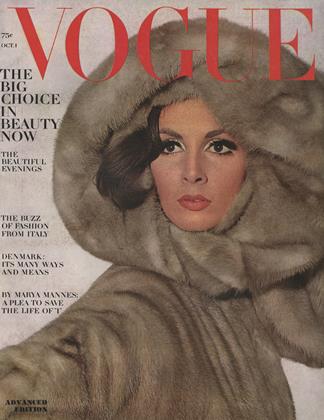 VOGUE
75¢
OCT.1
THE
BIG
CHOICE
IN
BEAUTY
NOW
THE
BEAUTIFUL
EVENINGS
THE BUZZ
OF FASHION
FROM ITALY
DENMARK:
ITS MANY WAYS
AND MEANS
BY MARYA MANNES:
A PLEA TO SAVE
THE LIFE OF "I"
ADVANCED
EDITION